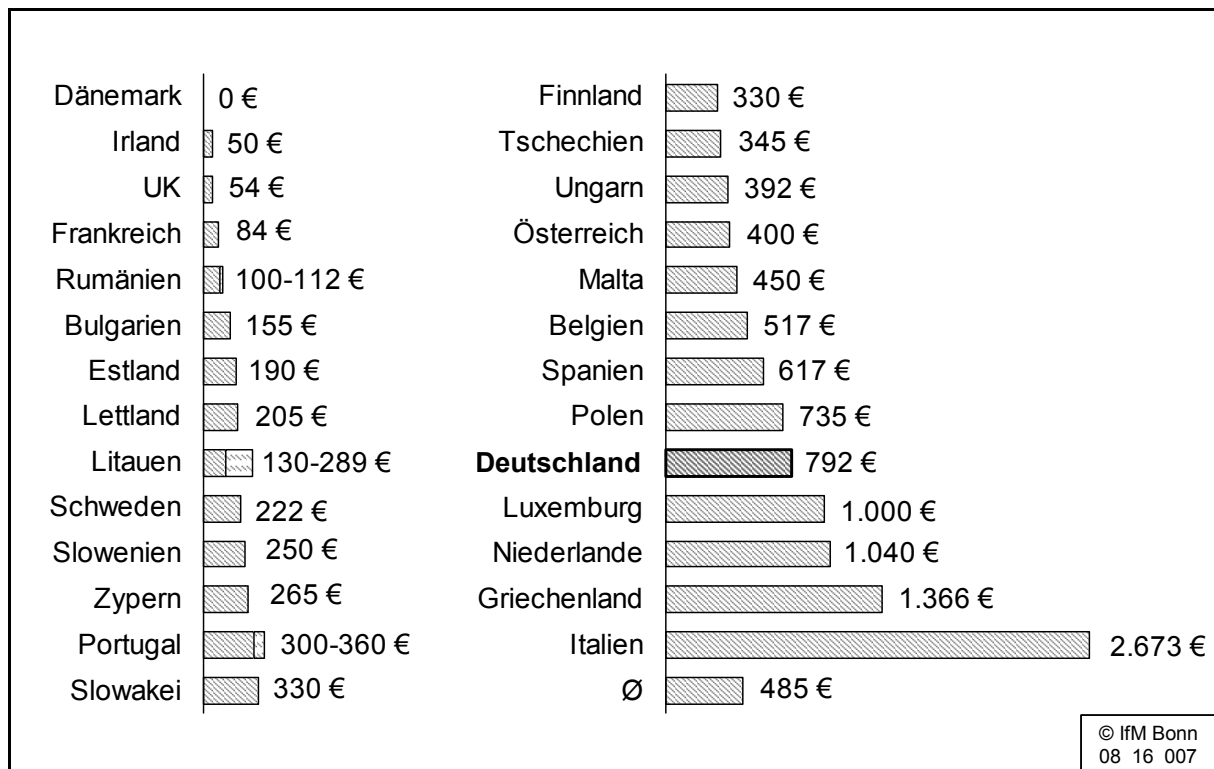 Dänemark 0 €
Irland 50 €
UK 54 €
Frankreich 84 €
Rumänien 100-112 €
Bulgarien 155 €
Estland 190 €
Lettland 205 €
Litauen 130-289 €
Schweden 222 €
Slowenien 250 €
Zypern 265 €
Portugal 300-360 €
Slowakei 330 €
Finnland 330 €
Tschechien 345 €
Ungarn 392 €
Österreich 400 €
Malta 450 €
Belgien 517 €
Spanien 617 €
Polen 735 €
Deutschland 792 €
Luxemburg 1.000 €
Niederlande 1.040 €
Griechenland 1.366 €
Italien 2.673 €
Ø 485 €
© IfM Bonn
08 16 007